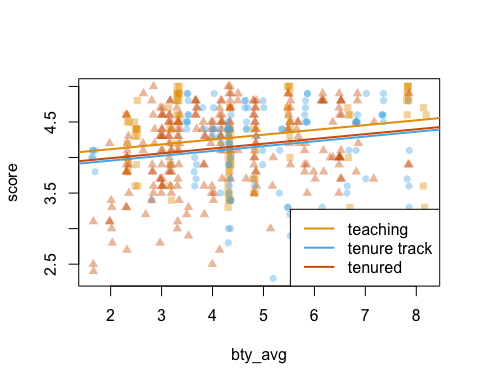 score
4.5
3.5
2.5
teaching
tenure track
tenured
2 3 4 5 6 7 8
bty_avg